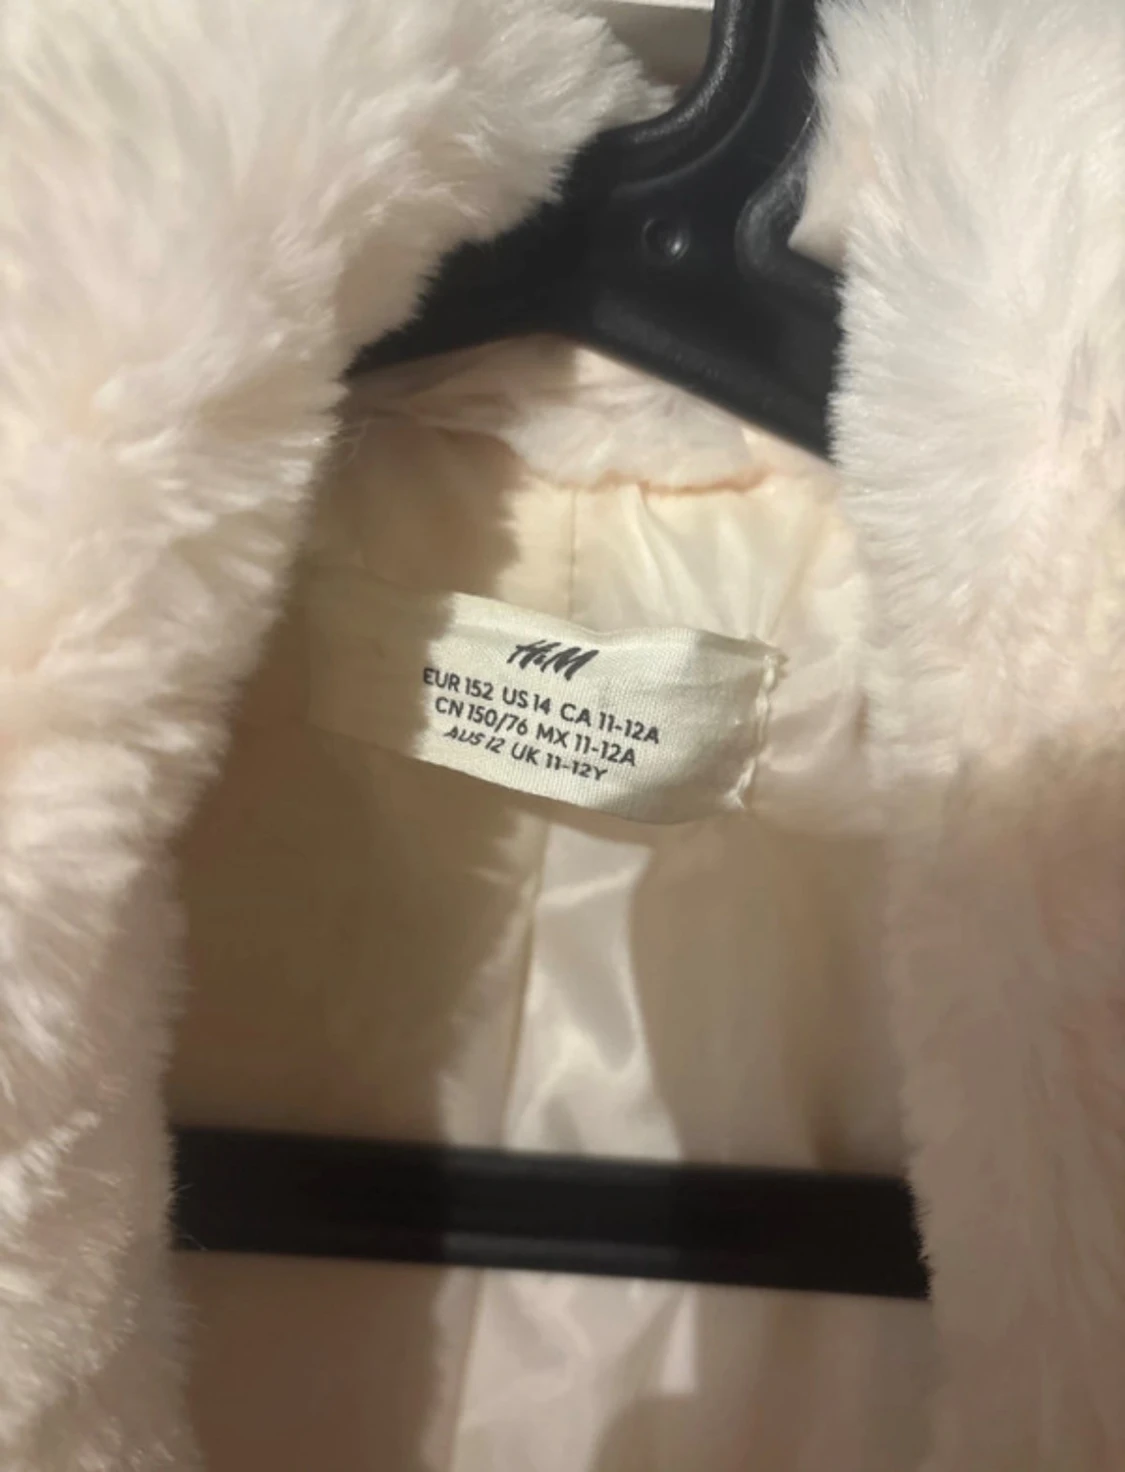 H&M
EUR 152 US 14 CA 11-12A
CN 150/76 MX 11-12A
AUS 12 UK 11-12Y